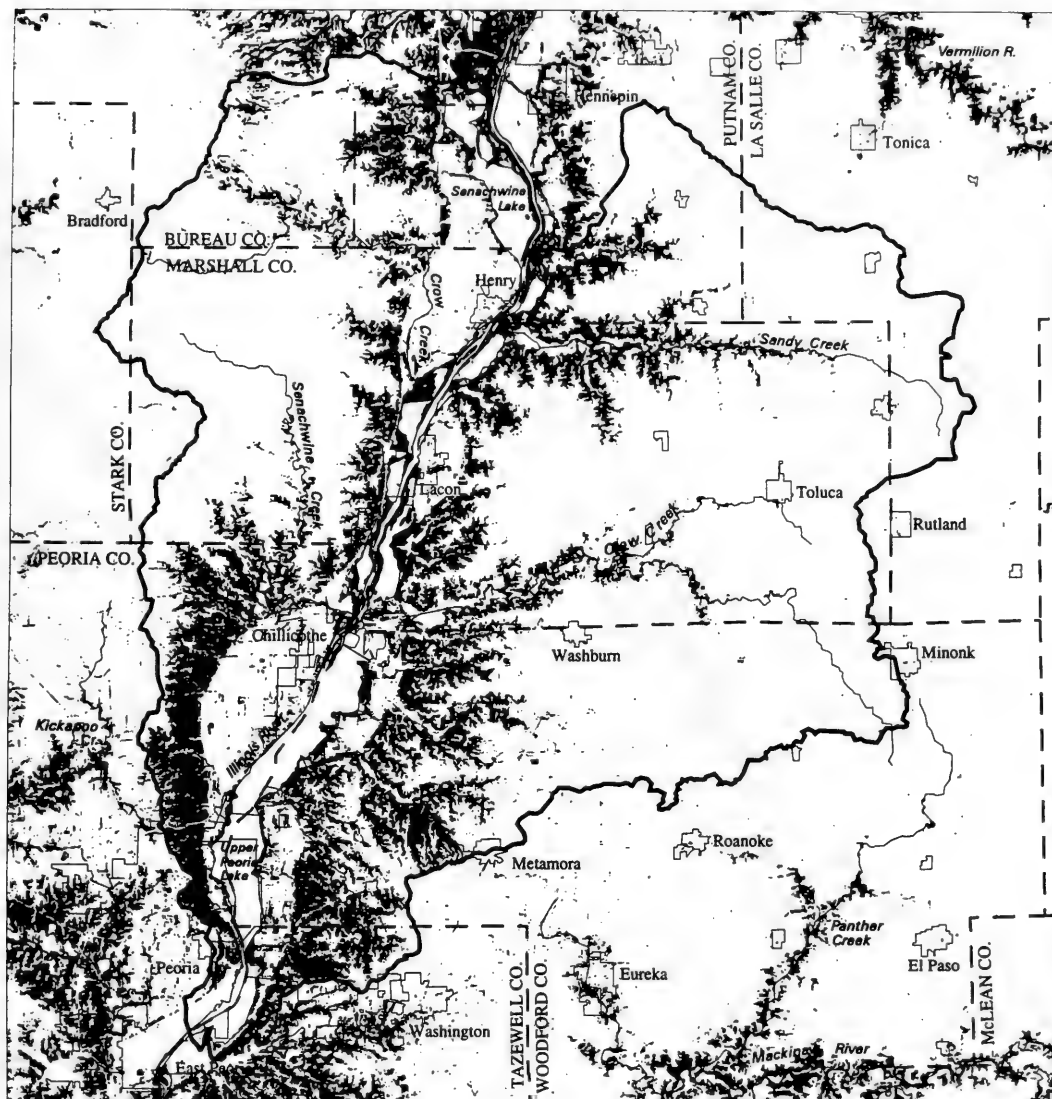 Vermilion R.
PUTNAM CO.
LA SALLE CO.
Hennepin
Tonica
Senachwine
Lake
Bradford
BUREAU CO.
MARSHALL CO.
Henry
Crow
Creek
Sandy Creek
Senachwine
Creek
STARK CO.
Lacon
Toluca
Rutland
Crow Creek
PEORIA CO.
Chillicothe
Washburn
Minonk
Kickapoo
Cr.
Illinois River
Upper
Peoria
Lake
Metamora
Roanoke
Panther
Creek
Peoria
El Paso
Eureka
Washington
TAZEWELL CO.
WOODFORD CO.
McLEAN CO.
Mackinaw River
East Peoria